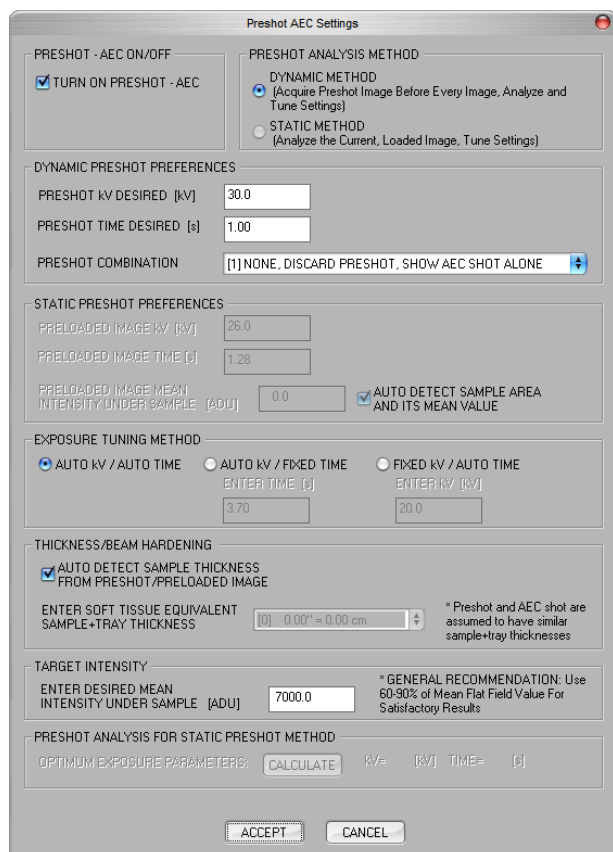 Preshot AEC Settings
PRESHOT - AEC ON/OFF
TURN ON PRESHOT - AEC
PRESHOT ANALYSIS METHOD
DYNAMIC METHOD
(Acquire Preshot Image Before Every Image, Analyze and
Tune Settings)
STATIC METHOD
(Analyze the Current, Loaded Image, Tune Settings)
DYNAMIC PRESHOT PREFERENCES
PRESHOT kV DESIRED [kV] 30.0
PRESHOT TIME DESIRED [s] 1.00
PRESHOT COMBINATION [1] NONE, DISCARD PRESHOT, SHOW AEC SHOT ALONE
STATIC PRESHOT PREFERENCES
PRELOADED IMAGE kV [kV] 26.0
PRELOADED IMAGE TIME [s] 1.28
PRELOADED IMAGE MEAN
INTENSITY UNDER SAMPLE [ADU] 0.0
AUTO DETECT SAMPLE AREA
AND ITS MEAN VALUE
EXPOSURE TUNING METHOD
AUTO kV / AUTO TIME AUTO kV / FIXED TIME FIXED kV / AUTO TIME
ENTER TIME [s] ENTER kV [kV]
3.70 20.0
THICKNESS/BEAM HARDENING
AUTO DETECT SAMPLE THICKNESS
FROM PRESHOT/PRELOADED IMAGE
ENTER SOFT TISSUE EQUIVALENT
SAMPLE+TRAY THICKNESS
[0] 0.00" = 0.00 cm
* Preshot and AEC shot are
assumed to have similar
sample+tray thicknesses
TARGET INTENSITY
ENTER DESIRED MEAN
INTENSITY UNDER SAMPLE [ADU] 7000.0
* GENERAL RECOMMENDATION: Use
60-90% of Mean Flat Field Value For
Satisfactory Results
PRESHOT ANALYSIS FOR STATIC PRESHOT METHOD
OPTIMUM EXPOSURE PARAMETERS: CALCULATE kV= [kV] TIME= [s]
ACCEPT CANCEL